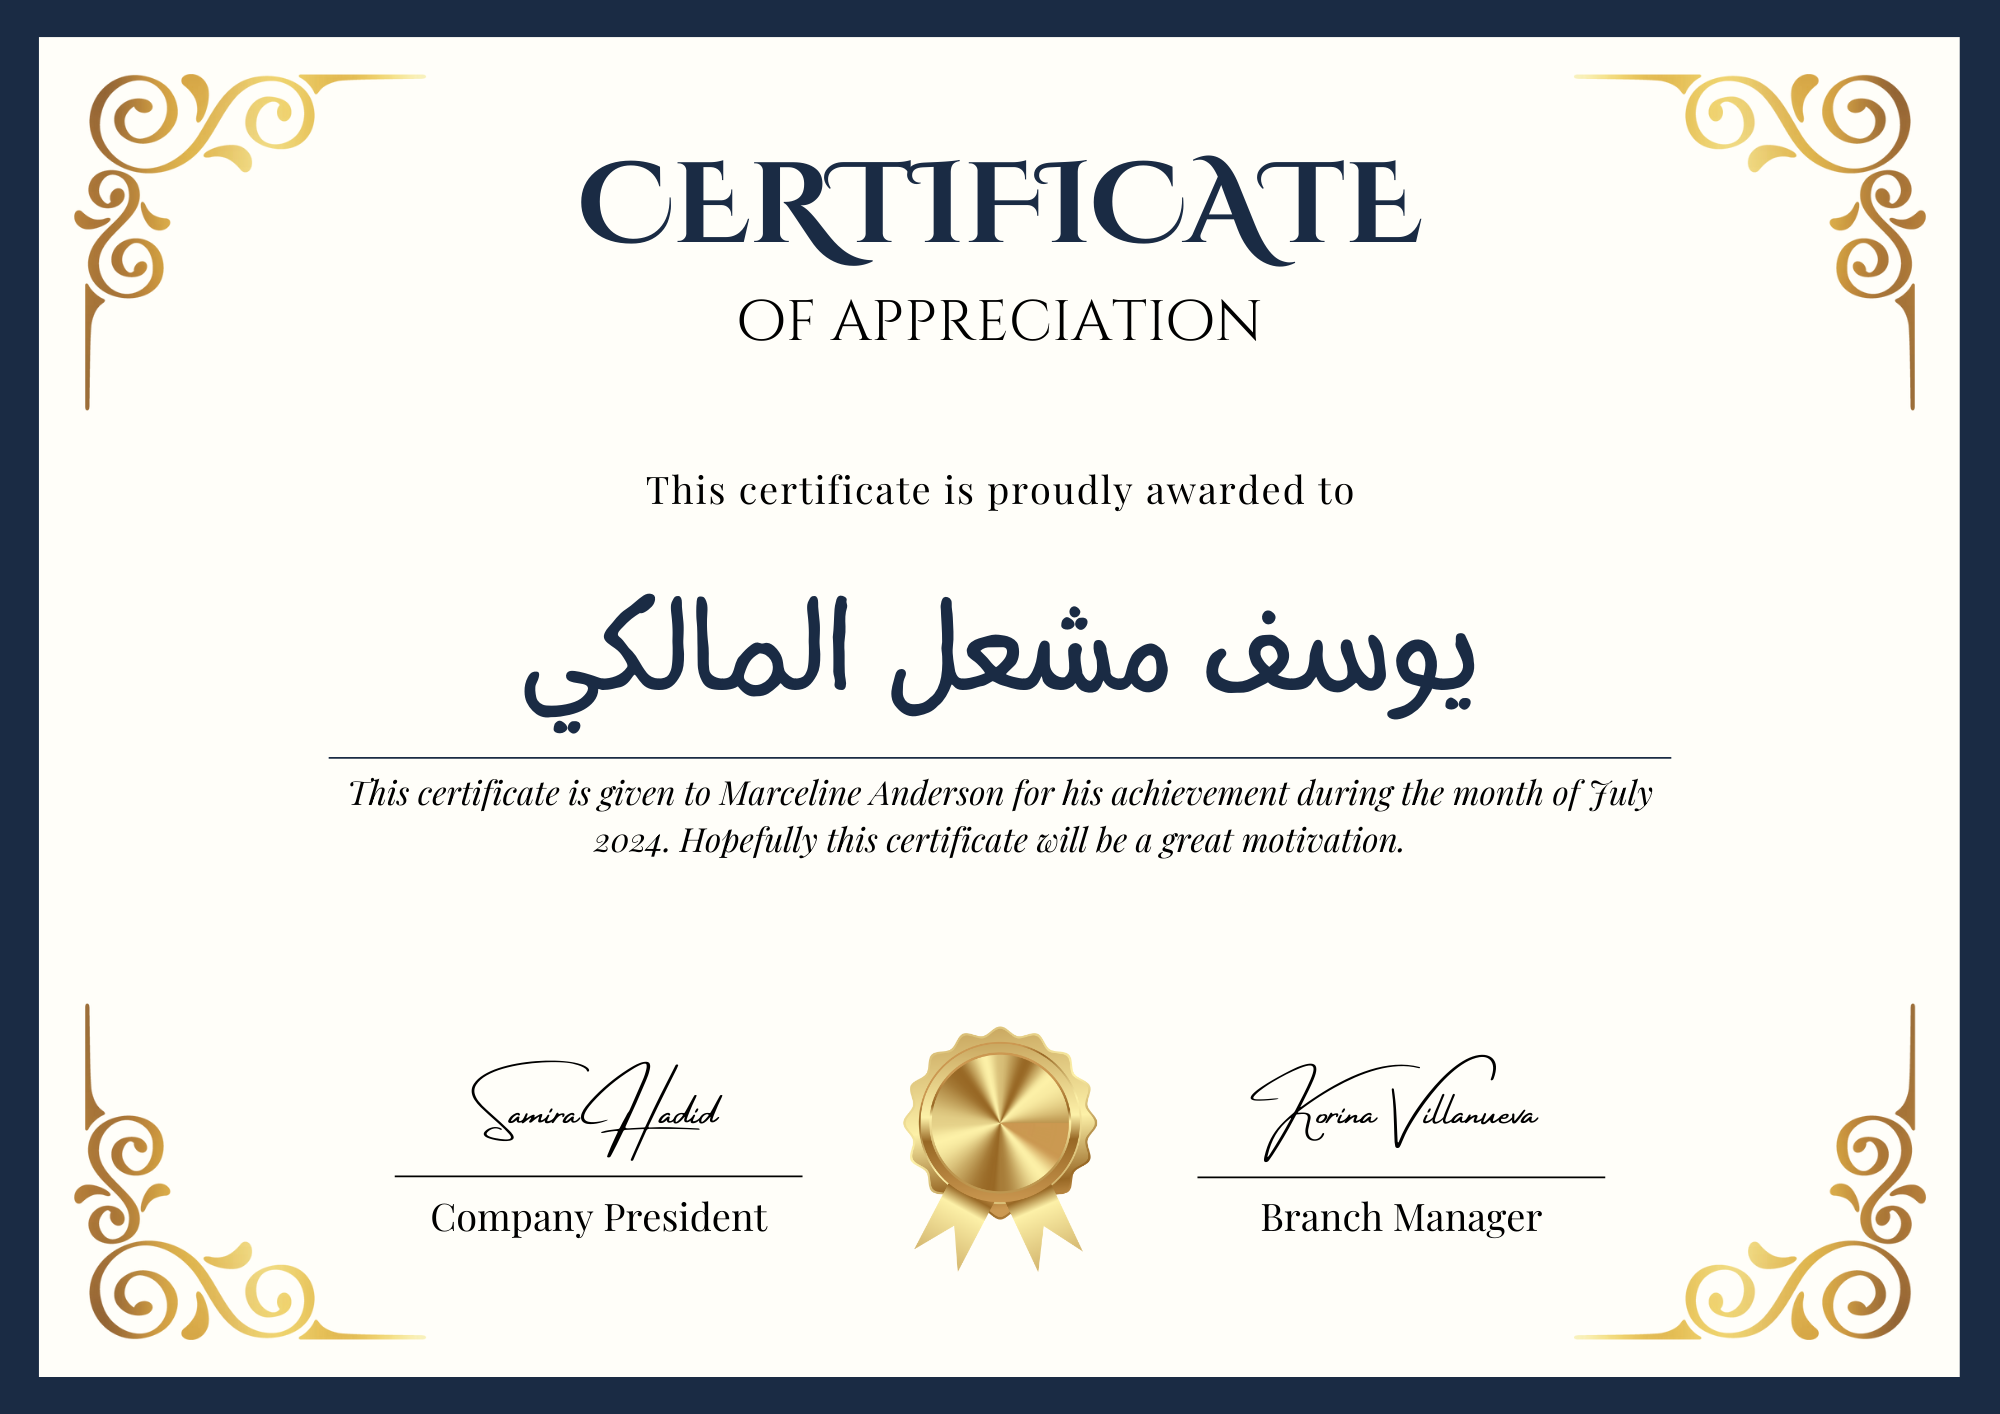 CERTIFICATE
OF APPRECIATION
This certificate is proudly awarded to
يوسف مشعل المالكي
This certificate is given to Marceline Anderson for his achievement during the month of July
2024. Hopefully this certificate will be a great motivation.
Samira Hadid
Korina Villanueva
Company President
Branch Manager